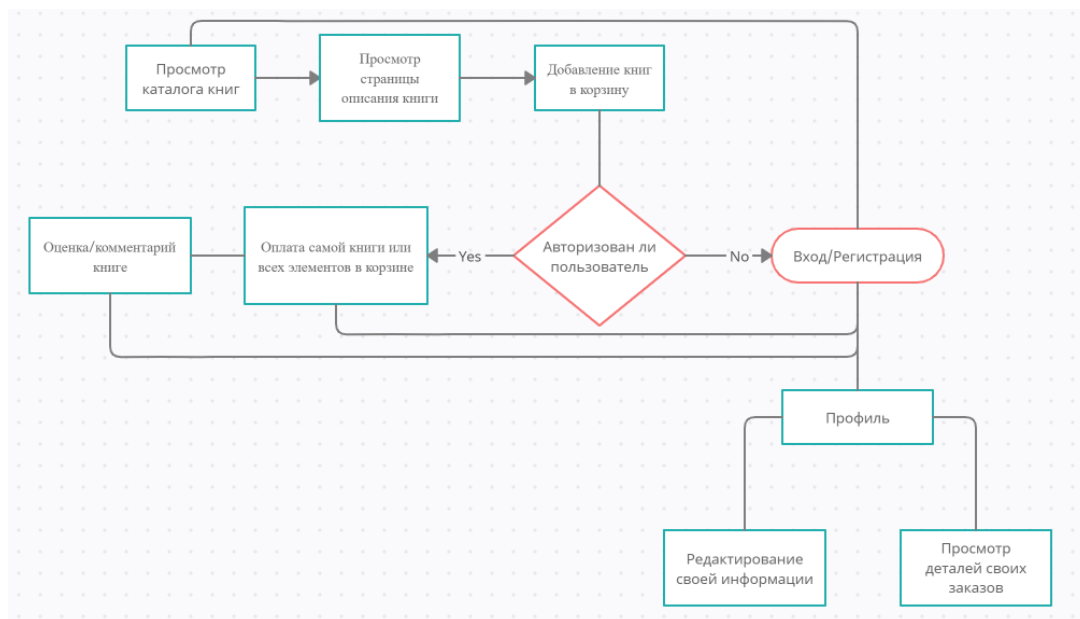 Просмотр
каталога книг
Просмотр
страницы
описания книги
Добавление книг
в корзину
Оценка/комментарий
книге
Оплата самой книги или
всех элементов в корзине
Yes
Авторизован ли
пользователь
No
Вход/Регистрация
Профиль
Редактирование
своей информации
Просмотр
деталей своих
заказов